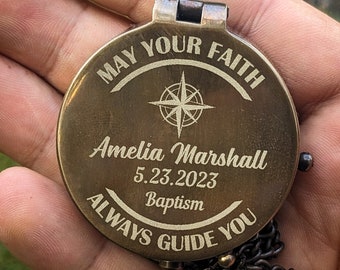 MAY YOUR FAITH
Amelia Marshall
5.23.2023
Baptism
ALWAYS GUIDE YOU